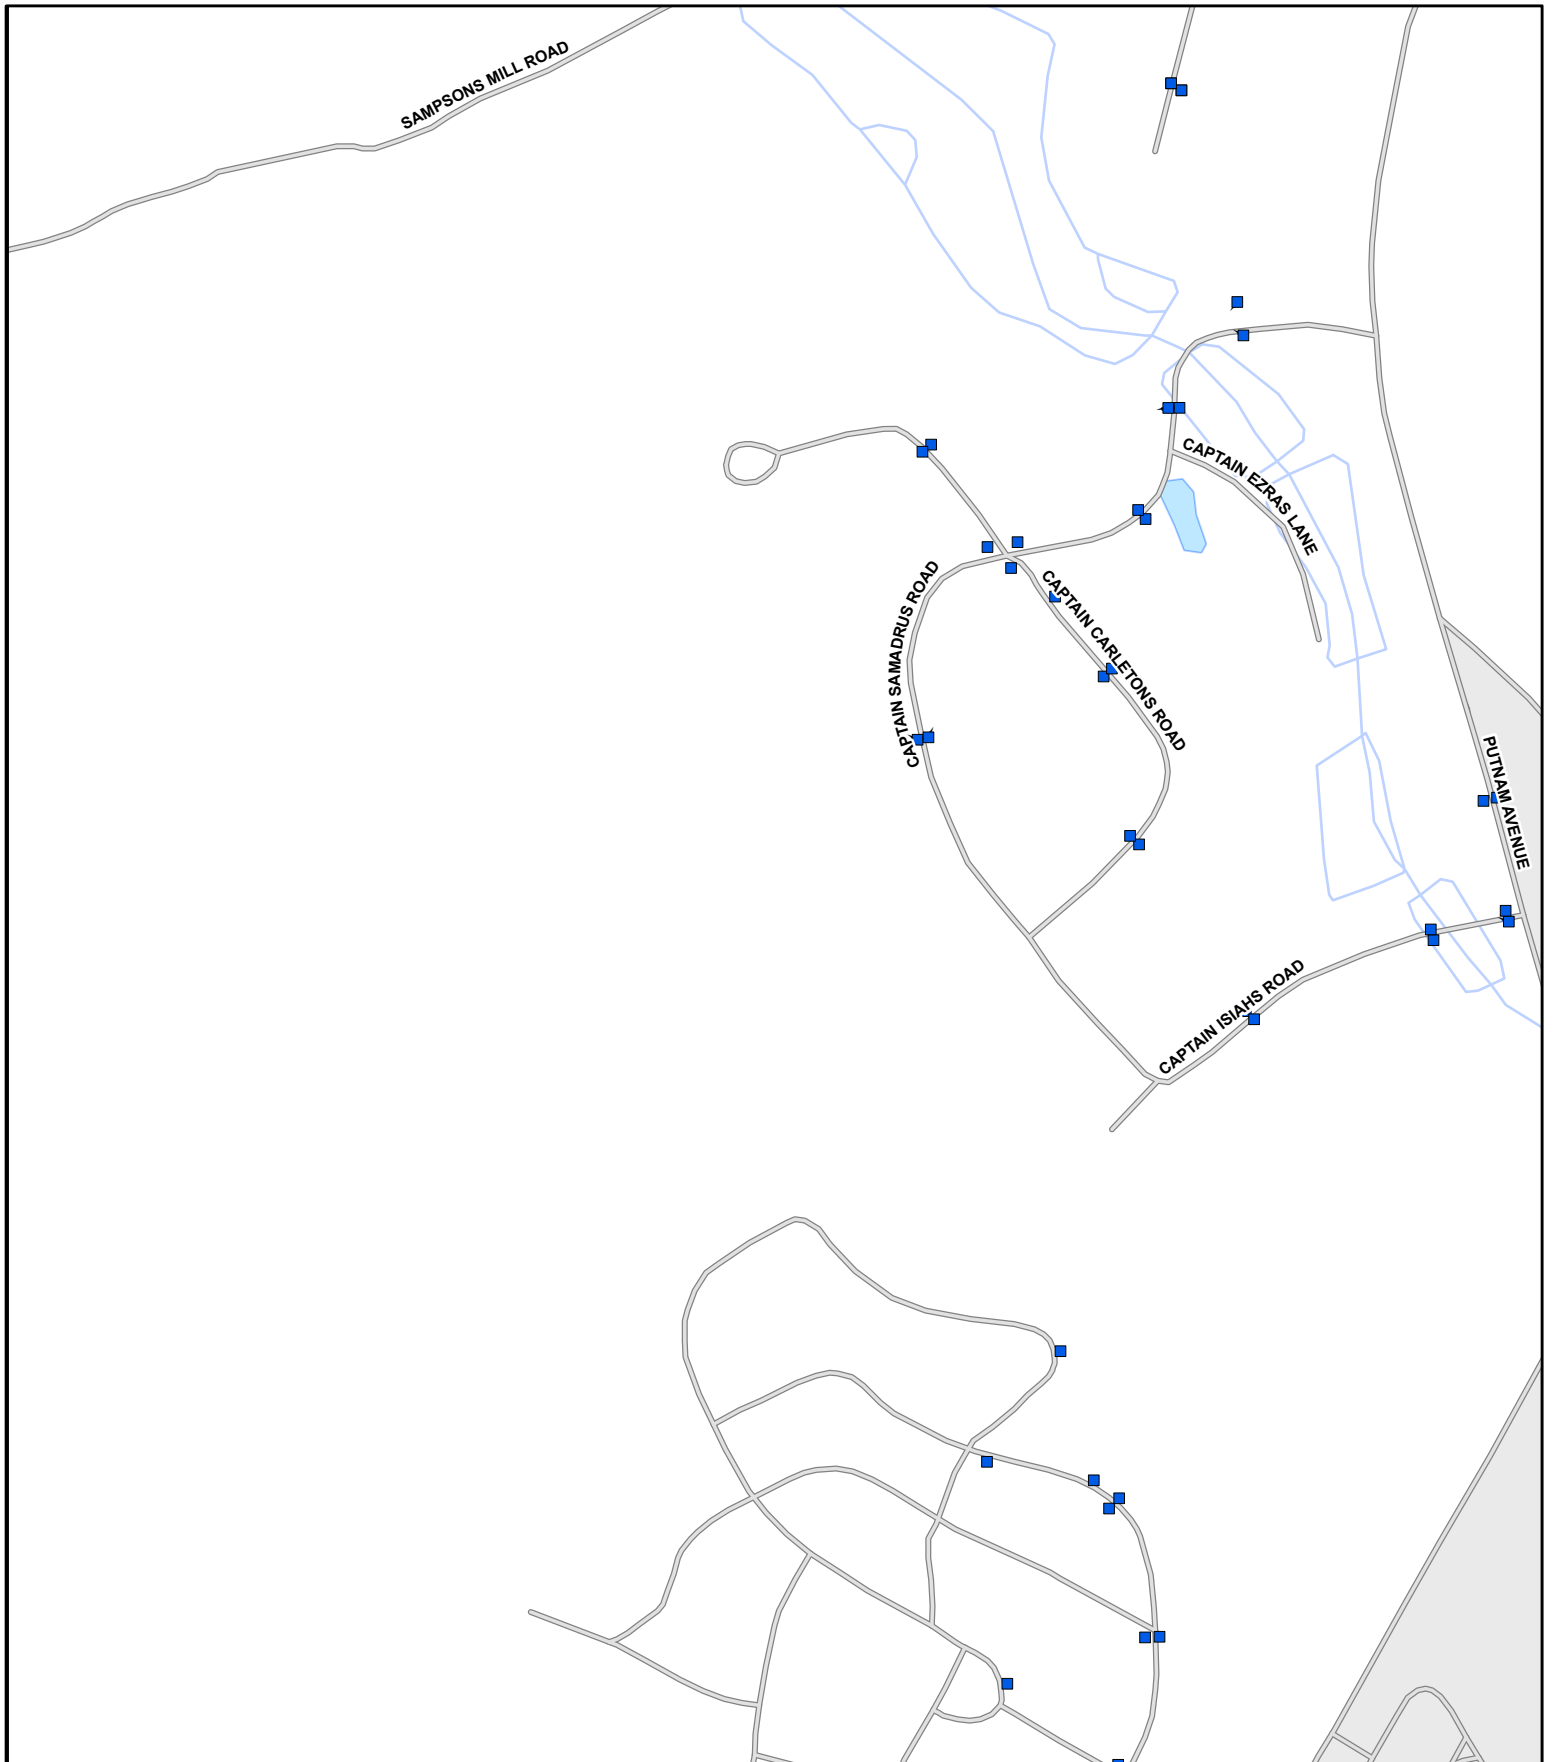 SAMPSONS MILL ROAD
CAPTAIN EZRAS LANE
CAPTAIN SAMADRUS ROAD
CAPTAIN CARLETONS ROAD
PUTNAM AVENUE
CAPTAIN ISIAHS ROAD